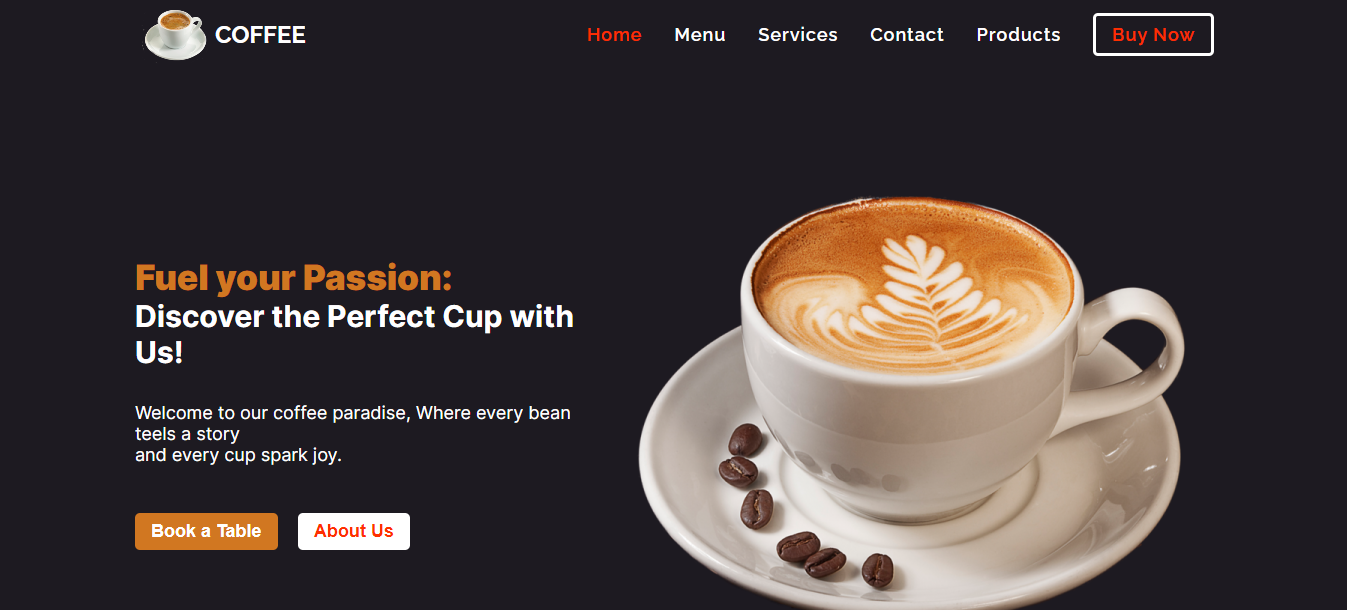 COFFEE
Home Menu Services Contact Products Buy Now
Fuel your Passion:
Discover the Perfect Cup with
Us!
Welcome to our coffee paradise, Where every bean
teels a story
and every cup spark joy.
Book a Table About Us